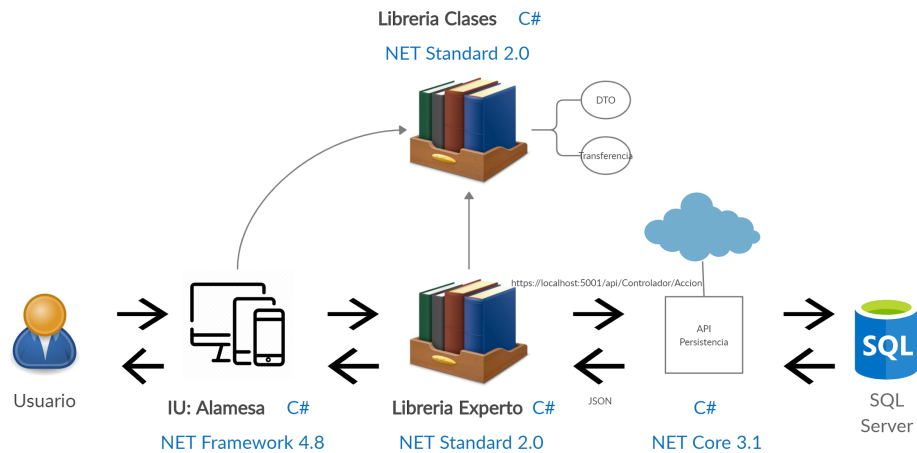 Libreria Clases C#
NET Standard 2.0
DTO
Transferencia
https://localhost:5001/api/Controlador/Accion
API
Persistencia
SQL
JSON
Usuario
IU: Alamesa C#
NET Framework 4.8
Libreria Experto C#
NET Standard 2.0
C#
NET Core 3.1
SQL
Server